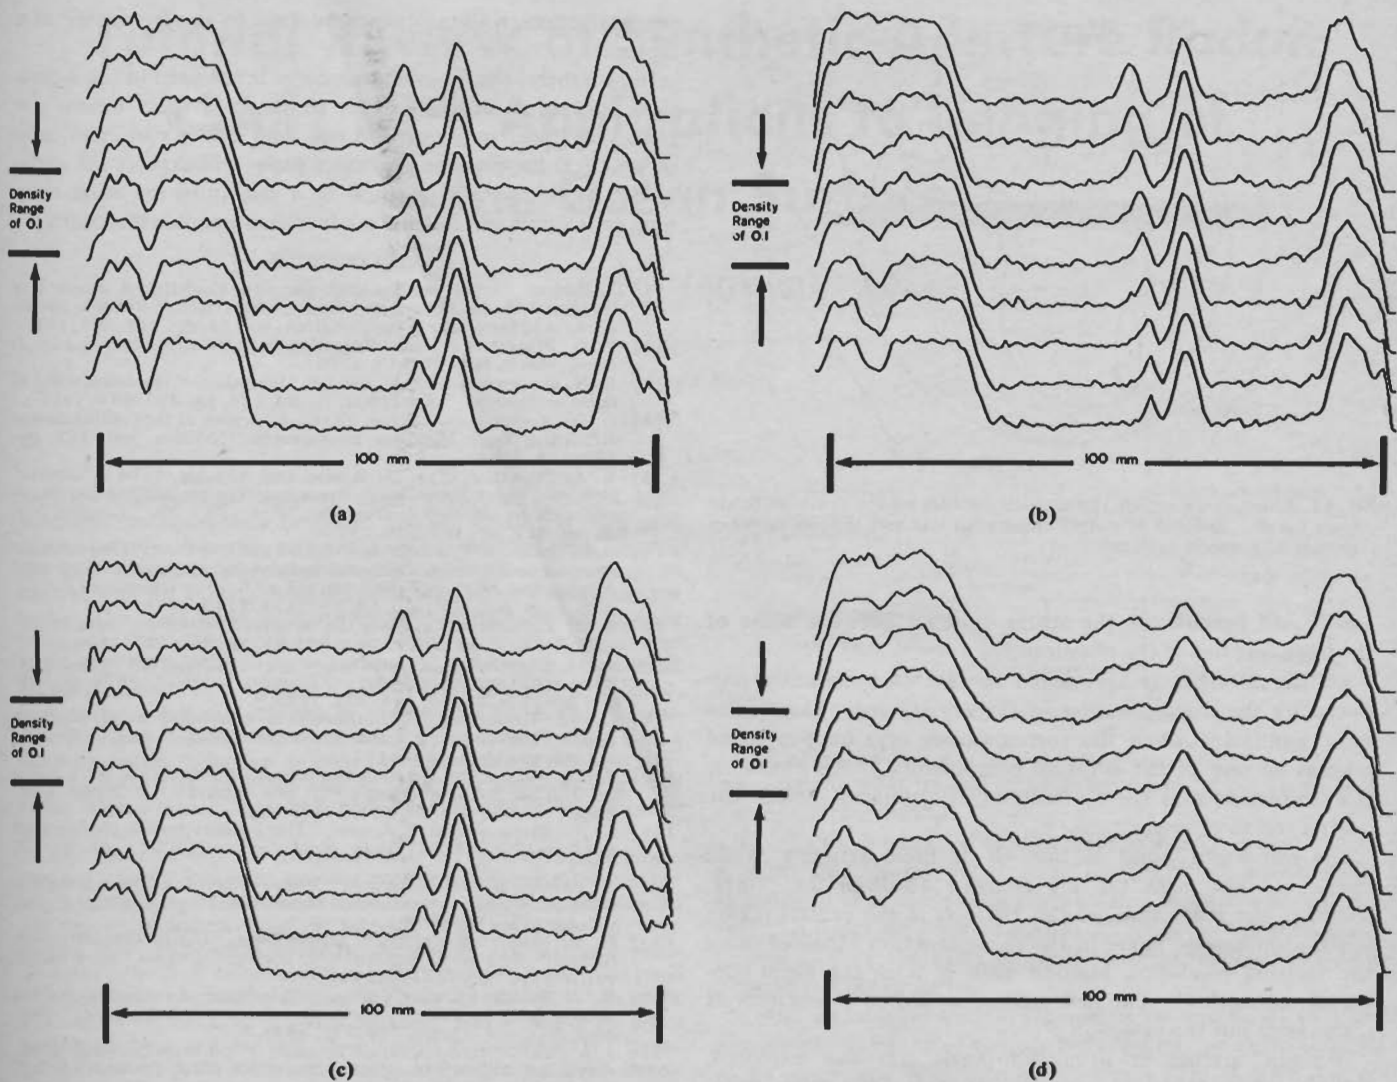 Density
Range
of 0.1
100 mm
(a)
Density
Range
of 0.1
100 mm
(b)
Density
Range
of 0.1
100 mm
(c)
Density
Range
of 0.1
100 mm
(d)